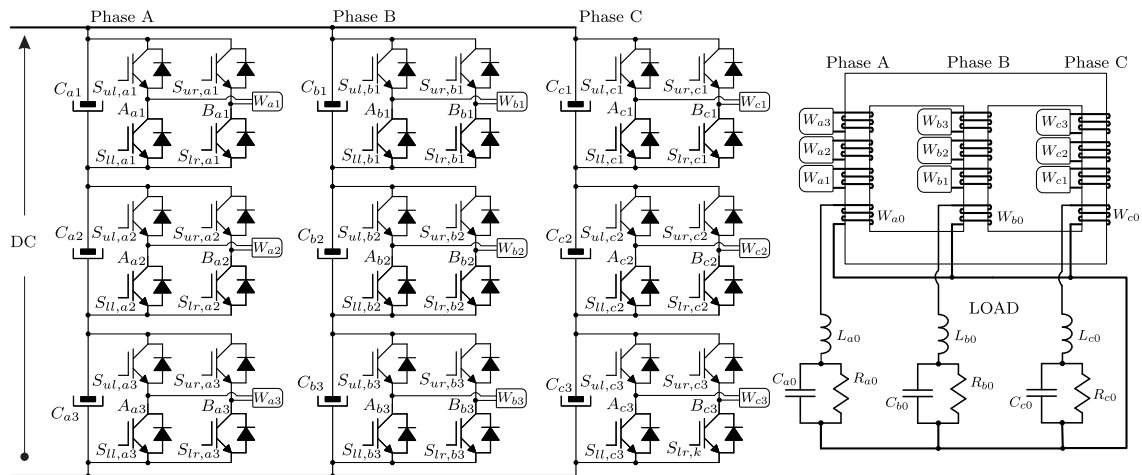 Phase A
Phase B
Phase C
DC
C_{a1}
S_{ul,a1}
S_{ur,a1}
A_{a1}
B_{a1}
W_{a1}
S_{ll,a1}
S_{lr,a1}
C_{b1}
S_{ul,b1}
S_{ur,b1}
A_{b1}
B_{b1}
W_{b1}
S_{ll,b1}
S_{lr,b1}
C_{c1}
S_{ul,c1}
S_{ur,c1}
A_{c1}
B_{c1}
W_{c1}
S_{ll,c1}
S_{lr,c1}
C_{a2}
S_{ul,a2}
S_{ur,a2}
A_{a2}
B_{a2}
W_{a2}
S_{ll,a2}
S_{lr,a2}
C_{b2}
S_{ul,b2}
S_{ur,b2}
A_{b2}
B_{b2}
W_{b2}
S_{ll,b2}
S_{lr,b2}
C_{c2}
S_{ul,c2}
S_{ur,c2}
A_{c2}
B_{c2}
W_{c2}
S_{ll,c2}
S_{lr,c2}
C_{a3}
S_{ul,a3}
S_{ur,a3}
A_{a3}
B_{a3}
W_{a3}
S_{ll,a3}
S_{lr,a3}
C_{b3}
S_{ul,b3}
S_{ur,b3}
A_{b3}
B_{b3}
W_{b3}
S_{ll,b3}
S_{lr,b3}
C_{c3}
S_{ul,c3}
S_{ur,c3}
A_{c3}
B_{c3}
W_{c3}
S_{ll,c3}
S_{lr,k}
Phase A
Phase B
Phase C
W_{a3}
W_{b3}
W_{c3}
W_{a2}
W_{b2}
W_{c2}
W_{a1}
W_{b1}
W_{c1}
W_{a0}
W_{b0}
W_{c0}
LOAD
L_{a0}
L_{b0}
L_{c0}
C_{a0}
R_{a0}
C_{b0}
R_{b0}
C_{c0}
R_{c0}